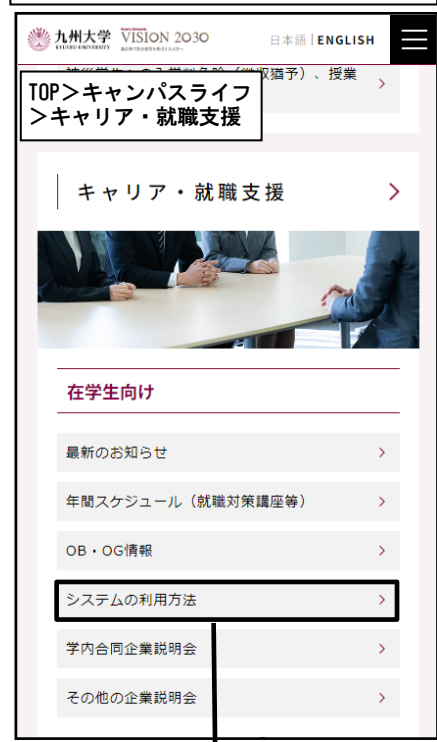 九州大学
KYUSHU UNIVERSITY
VISION 2030
日本語 | ENGLISH
猶予）、授業
TOP＞キャンパスライフ
＞キャリア・就職支援
キャリア・就職支援
在学生向け
最新のお知らせ
年間スケジュール（就職対策講座等）
OB・OG情報
システムの利用方法
学内合同企業説明会
その他の企業説明会